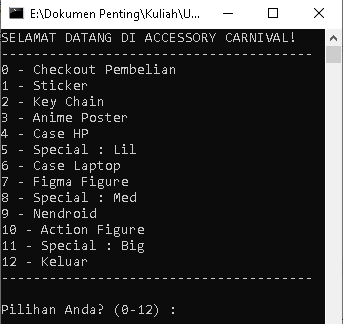 E:\Dokumen Penting\Kuliah\U...
SELAMAT DATANG DI ACCESSORY CARNIVAL!
---------------------------------------
0 - Checkout Pembelian
1 - Sticker
2 - Key Chain
3 - Anime Poster
4 - Case HP
5 - Special : Lil
6 - Case Laptop
7 - Figma Figure
8 - Special : Med
9 - Nendroid
10 - Action Figure
11 - Special : Big
12 - Keluar
---------------------------------------
Pilihan Anda? (0-12) :